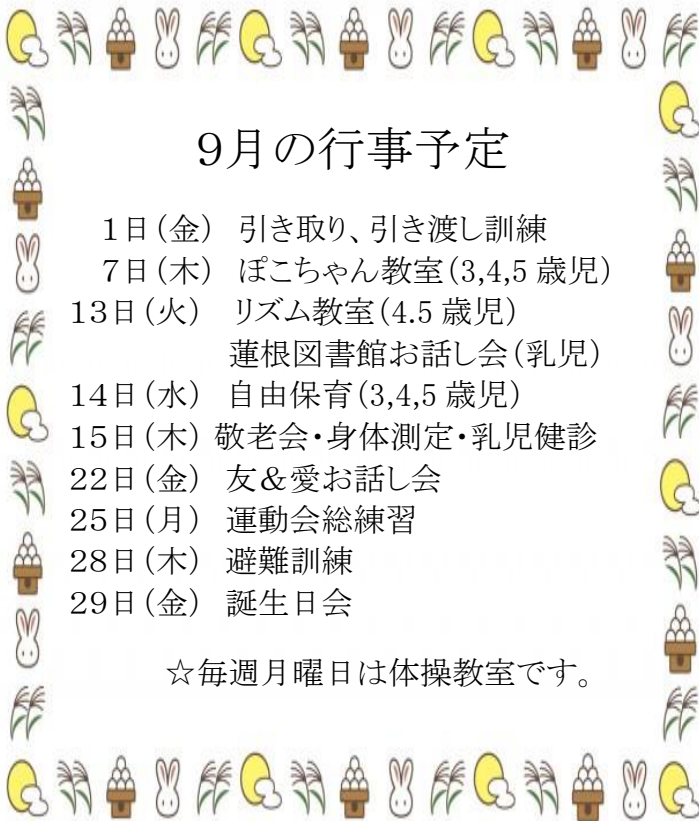 9月の行事予定
1日(金) 引き取り、引き渡し訓練
7日(木) ぽこちゃん教室(3,4,5歳児)
13日(火) リズム教室(4.5歳児)
蓮根図書館お話し会(乳児)
14日(水) 自由保育(3,4,5歳児)
15日(木) 敬老会・身体測定・乳児健診
22日(金) 友&愛お話し会
25日(月) 運動会総練習
28日(木) 避難訓練
29日(金) 誕生日会
☆毎週月曜日は体操教室です。